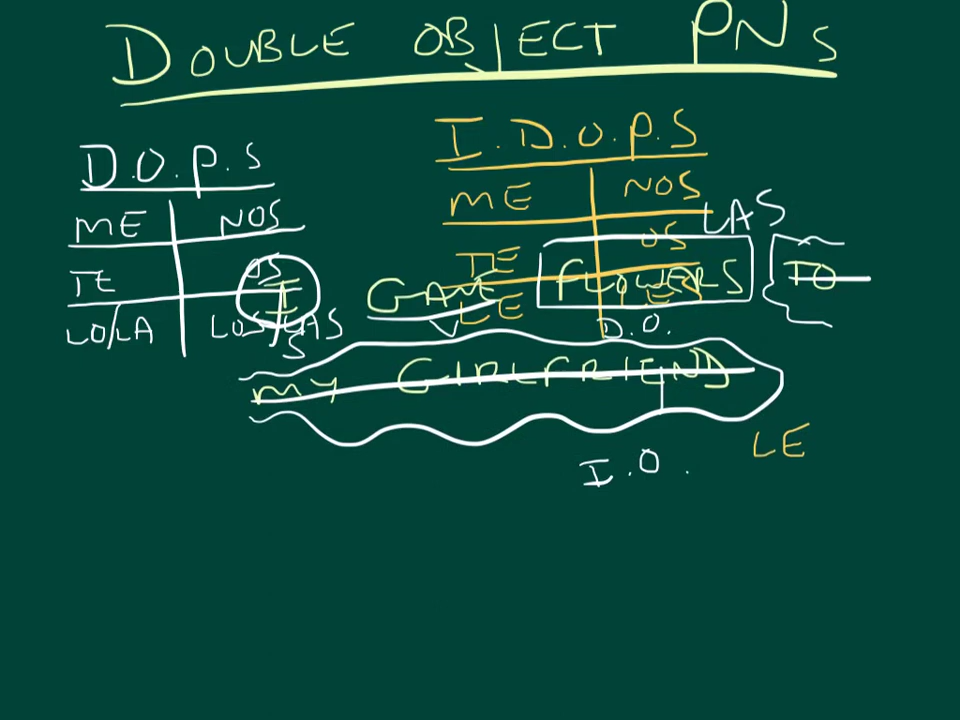 DOUBLE OBJECT PNs
D.O.P.S
ME NOS
TE OS
LO/LA LOS/LAS
I.D.O.P.S
ME NOS
TE OS
LE LES
I GAVE FLOWERS TO
S V D.O.
LAS
MY GIRLFRIEND
I.O.
LE